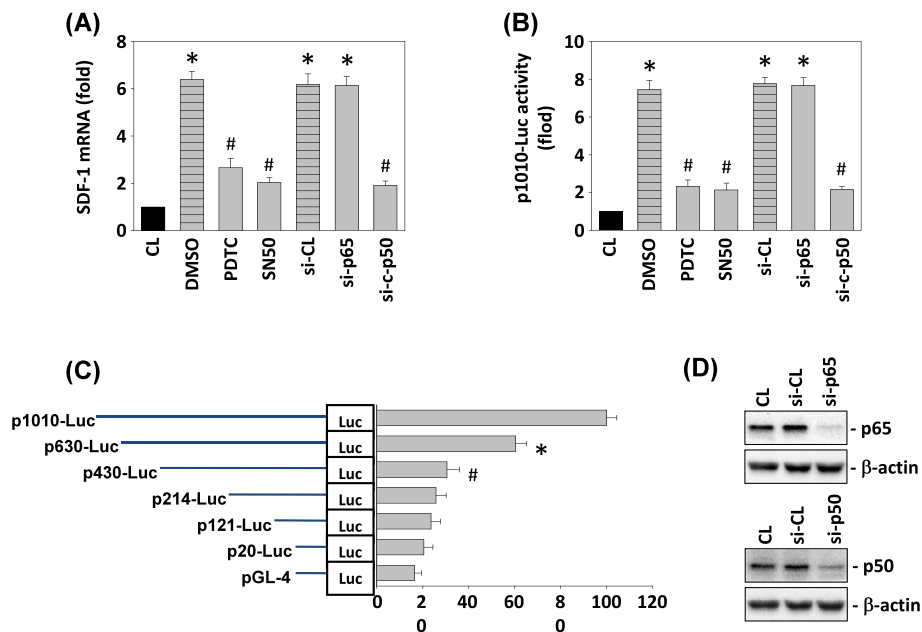 (A)
SDF-1 mRNA (fold)
8
6
4
2
0
*
#
#
*
*
#
CL
DMSO
PDTC
SN50
si-CL
si-p65
si-c-p50
(B)
p1010-Luc activity
(flod)
10
8
6
4
2
0
*
#
#
*
*
#
CL
DMSO
PDTC
SN50
si-CL
si-p65
si-c-p50
(C)
p1010-Luc Luc
p630-Luc Luc *
p430-Luc Luc #
p214-Luc Luc
p121-Luc Luc
p20-Luc Luc
pGL-4 Luc
0 2 60 0 100 120
0 0
(D)
CL si-CL si-p65
- p65
- β-actin
CL si-CL si-p50
- p50
- β-actin